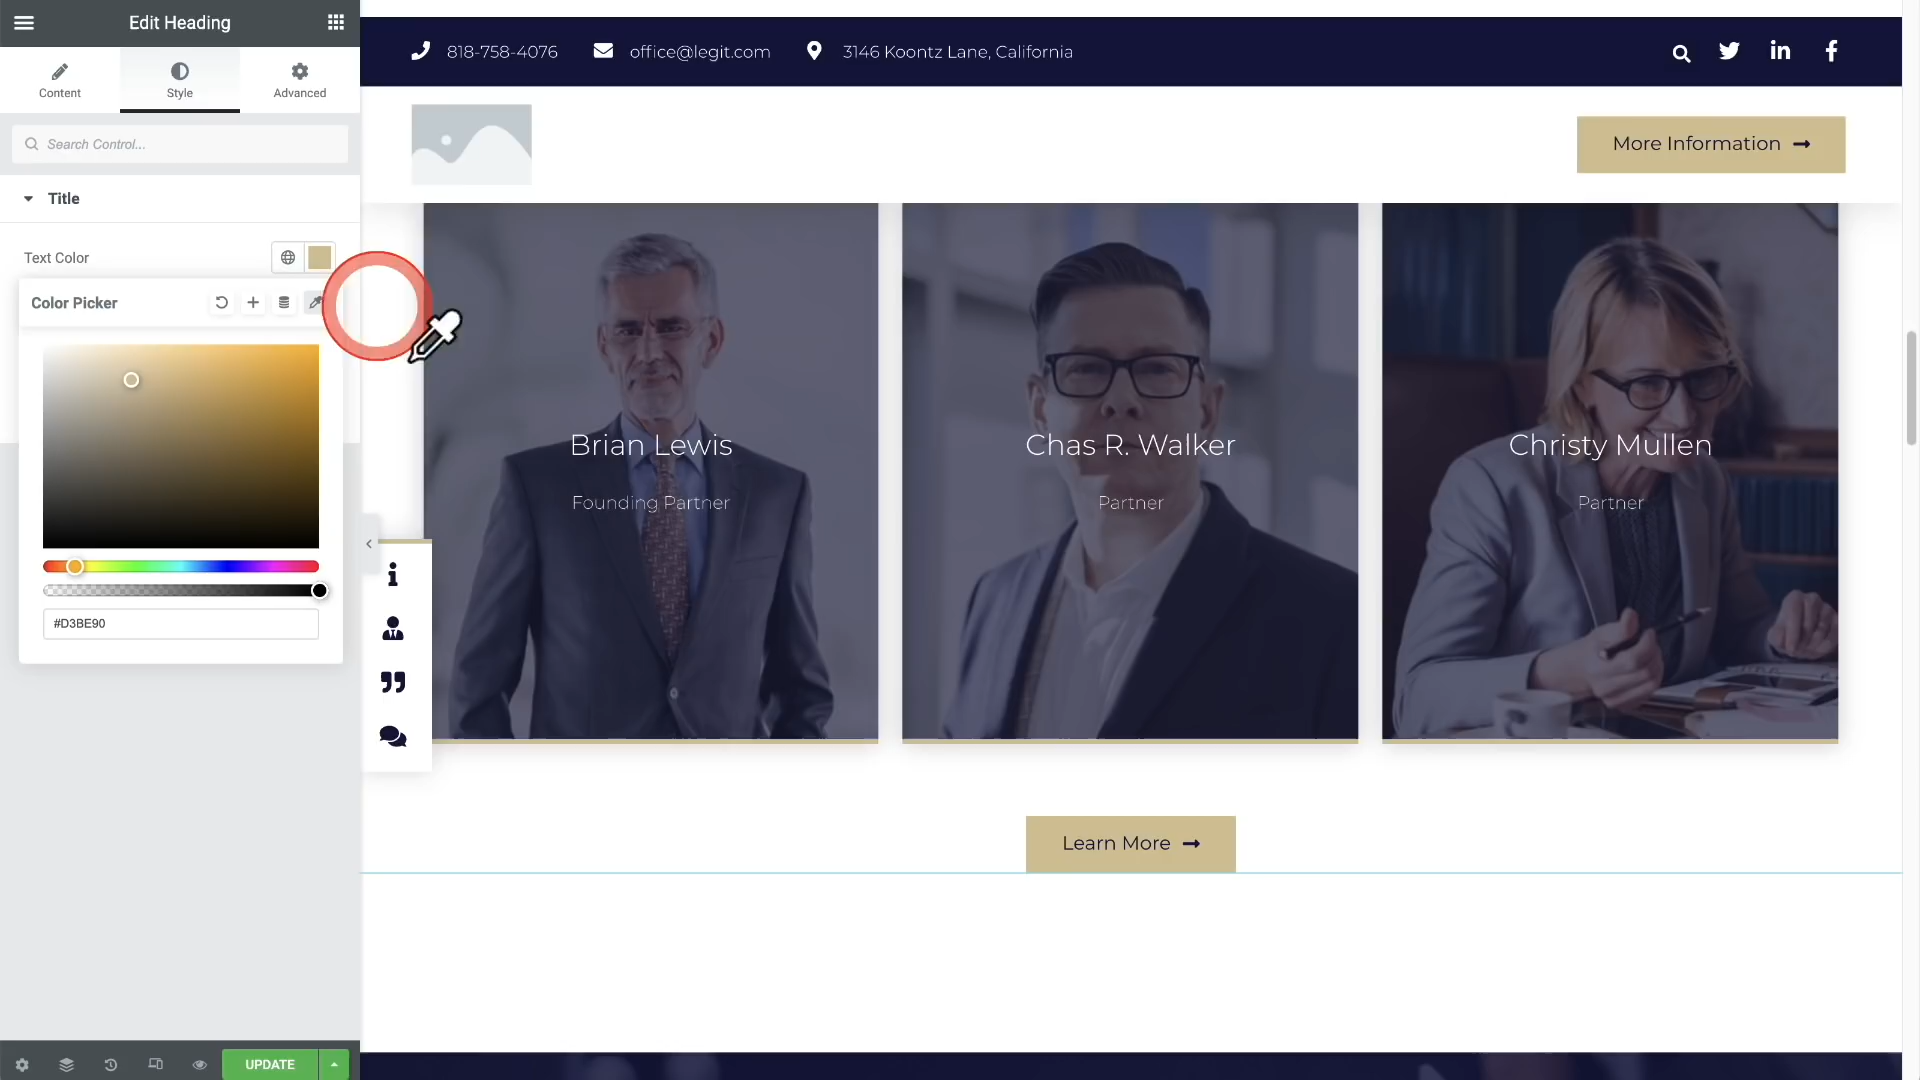 Edit Heading
818-758-4076 office@legit.com 3146 Koontz Lane, California
Content Style Advanced
Search Control...
More Information
Title
Text Color
Color Picker
#D3BE90
Brian Lewis
Founding Partner
Chas R. Walker
Partner
Christy Mullen
Partner
Learn More
UPDATE